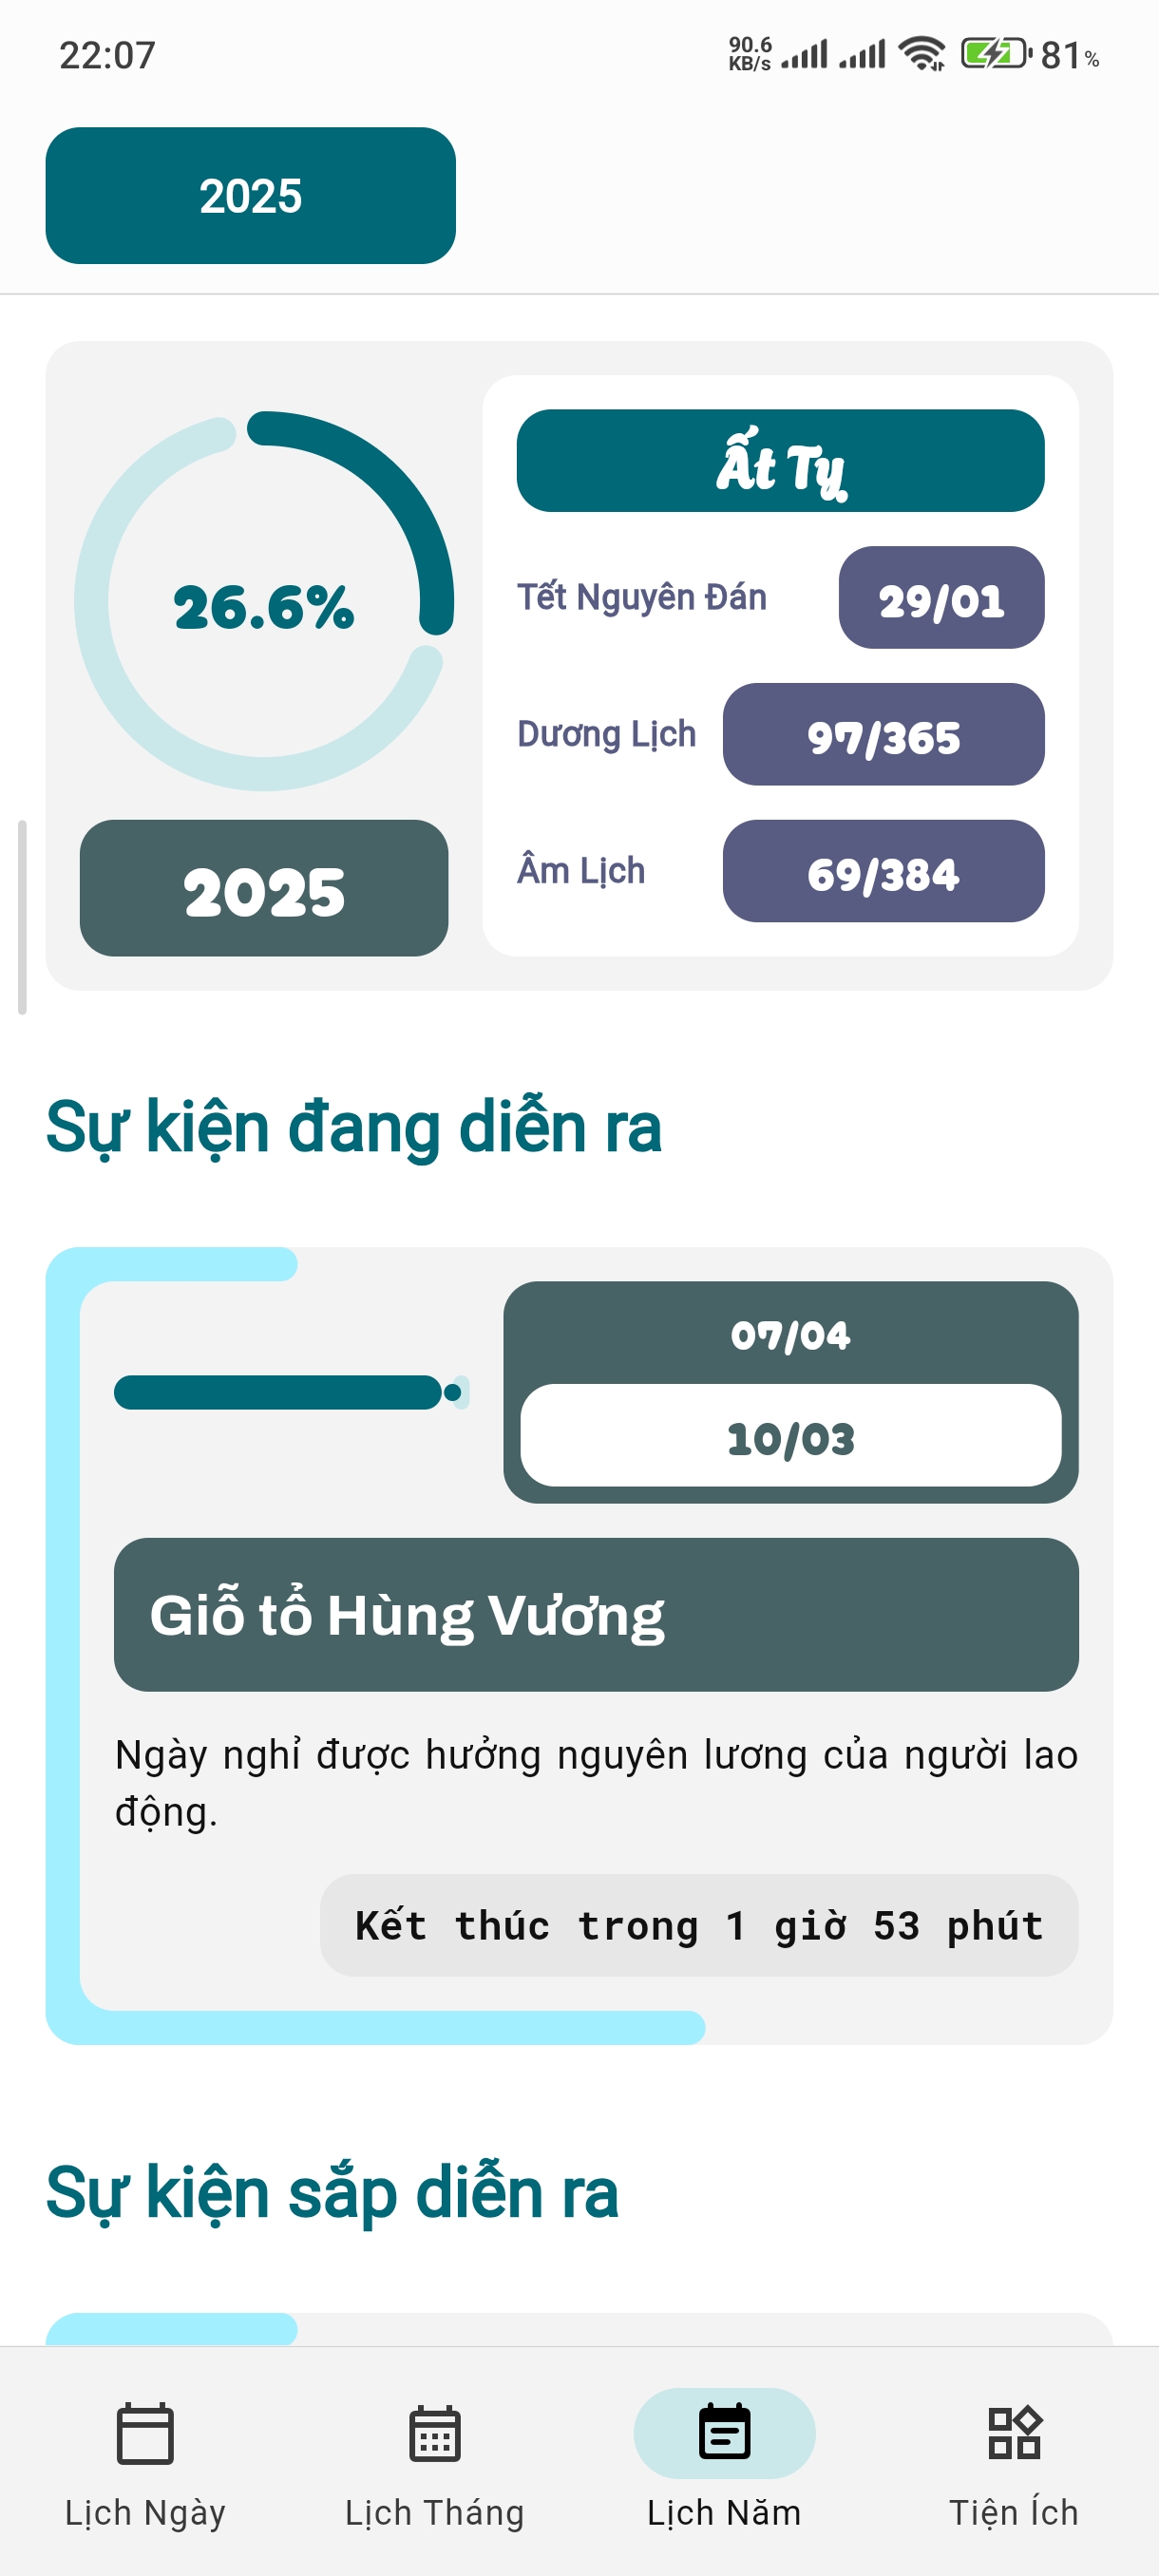 22:07
90.6
KB/s
81%
2025
26.6%
2025
Ất Tỵ
Tết Nguyên Đán
29/01
Dương Lịch
97/365
Âm Lịch
69/384
Sự kiện đang diễn ra
07/04
10/03
Giỗ tổ Hùng Vương
Ngày nghỉ được hưởng nguyên lương của người lao
động.
Kết thúc trong 1 giờ 53 phút
Sự kiện sắp diễn ra
Lịch Ngày
Lịch Tháng
Lịch Năm
Tiện Ích